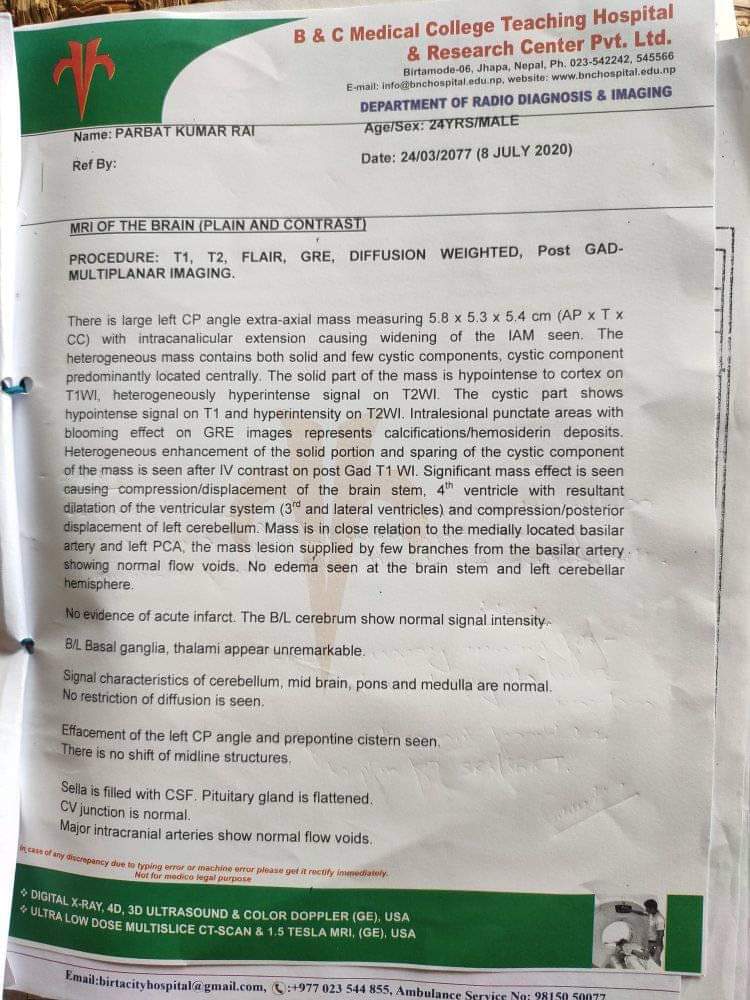 B & C Medical College Teaching Hospital
& Research Center Pvt. Ltd.
Birtamode-06, Jhapa, Nepal, Ph. 023-542242, 545566
E-mail: info@bnchospital.edu.np, website: www.bnchospital.edu.np
DEPARTMENT OF RADIO DIAGNOSIS & IMAGING
Name: PARBAT KUMAR RAI
Age/Sex: 24YRS/MALE
Ref By:
Date: 24/03/2077 (8 JULY 2020)
MRI OF THE BRAIN (PLAIN AND CONTRAST)
PROCEDURE: T1, T2, FLAIR, GRE, DIFFUSION WEIGHTED, Post GAD-
MULTIPLANAR IMAGING.
There is large left CP angle extra-axial mass measuring 5.8 x 5.3 x 5.4 cm (AP x T x
CC) with intracanalicular extension causing widening of the IAM seen. The
heterogeneous mass contains both solid and few cystic components, cystic component
predominantly located centrally. The solid part of the mass is hypointense to cortex on
T1WI, heterogeneously hyperintense signal on T2WI. The cystic part shows
hypointense signal on T1 and hyperintensity on T2WI. Intralesional punctate areas with
blooming effect on GRE images represents calcifications/hemosiderin deposits.
Heterogeneous enhancement of the solid portion and sparing of the cystic component
of the mass is seen after IV contrast on post Gad T1 WI. Significant mass effect is seen
causing compression/displacement of the brain stem, 4th ventricle with resultant
dilatation of the ventricular system (3rd and lateral ventricles) and compression/posterior
displacement of left cerebellum. Mass is in close relation to the medially located basilar
artery and left PCA, the mass lesion supplied by few branches from the basilar artery
showing normal flow voids. No edema seen at the brain stem and left cerebellar
hemisphere.
No evidence of acute infarct. The B/L cerebrum show normal signal intensity.
B/L Basal ganglia, thalami appear unremarkable.
Signal characteristics of cerebellum, mid brain, pons and medulla are normal.
No restriction of diffusion is seen.
Effacement of the left CP angle and prepontine cistern seen.
There is no shift of midline structures.
Sella is filled with CSF. Pituitary gland is flattened.
CV junction is normal.
Major intracranial arteries show normal flow voids.
In case of any discrepancy due to typing error or machine error please get it rectify immediately.
Not for medico legal purpose
❖ DIGITAL X-RAY, 4D, 3D ULTRASOUND & COLOR DOPPLER (GE), USA
❖ ULTRA LOW DOSE MULTISLICE CT-SCAN & 1.5 TESLA MRI, (GE), USA
Email:birtacityhospital@gmail.com, :+977 023 544 855, Ambulance Service No: 98150 50077